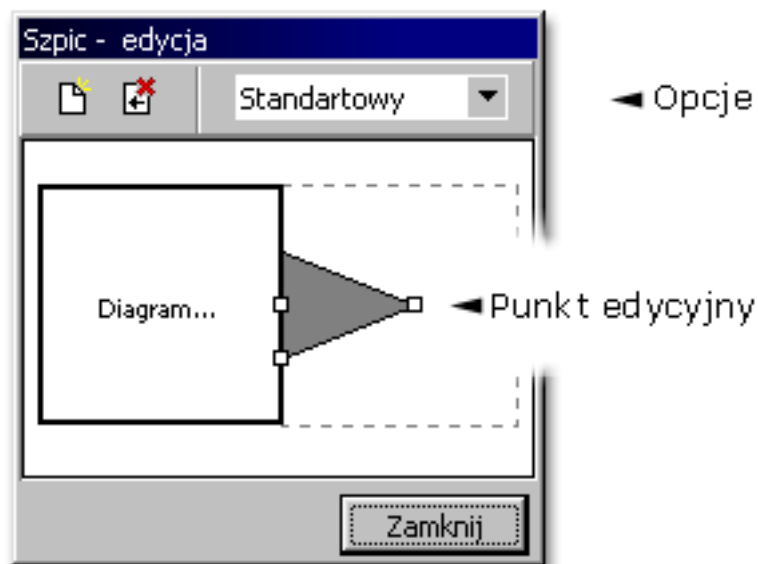 Szpic - edycja
Standartowy
Opcje
Diagram...
Punkt edycyjny
Zamknij